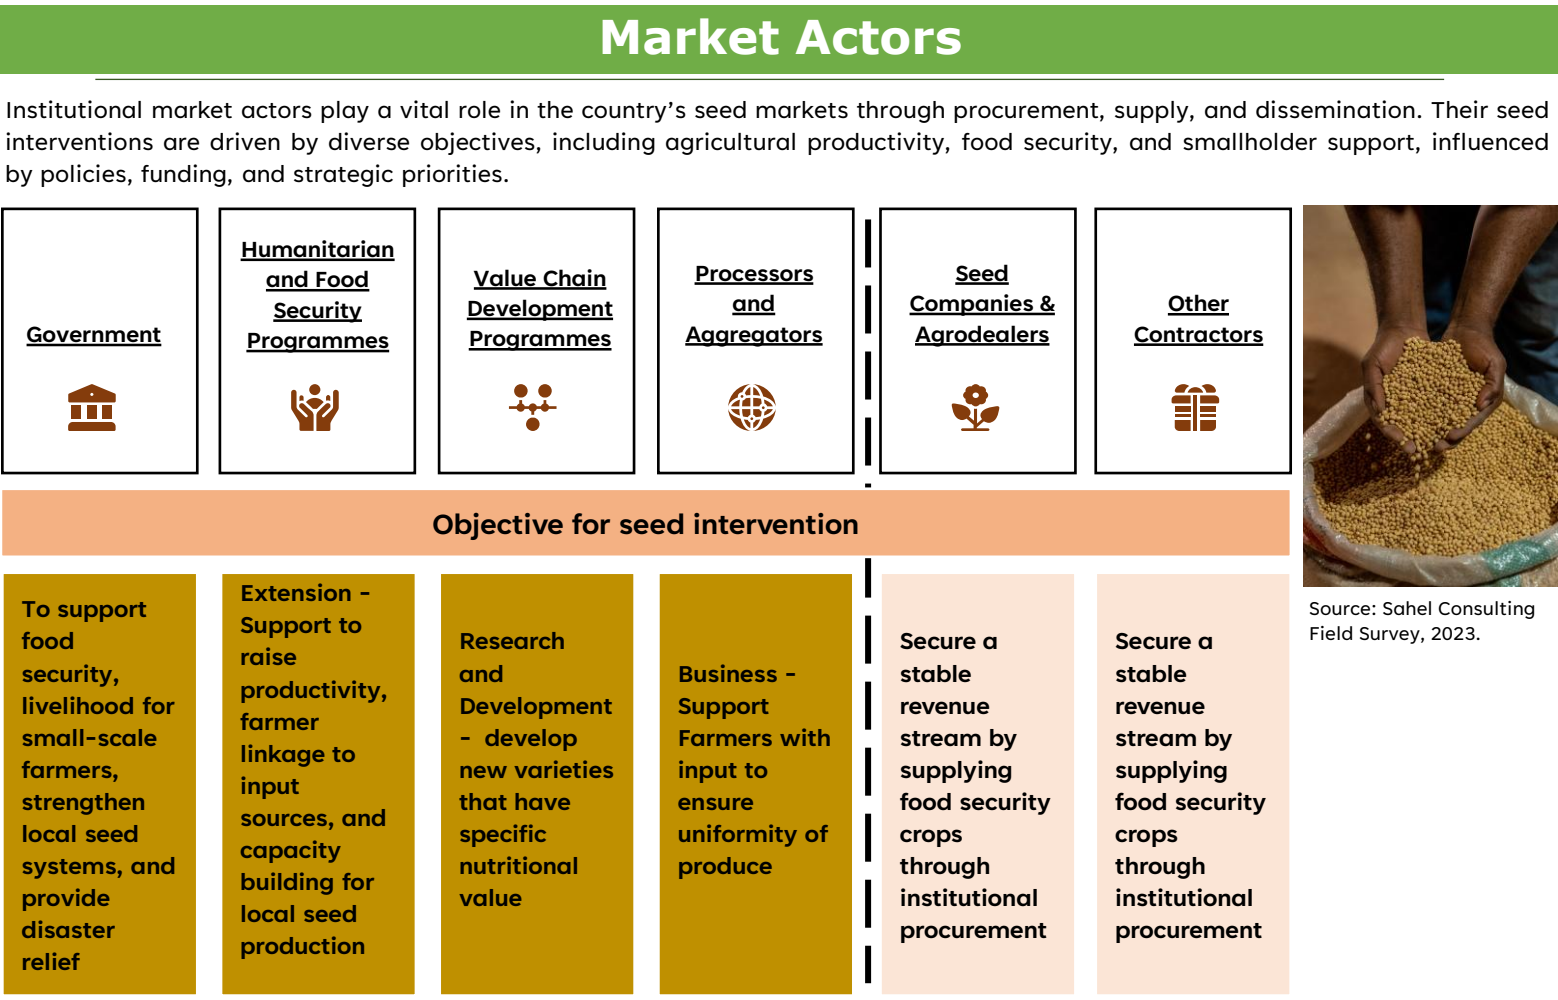 Market Actors
Institutional market actors play a vital role in the country's seed markets through procurement, supply, and dissemination. Their seed
interventions are driven by diverse objectives, including agricultural productivity, food security, and smallholder support, influenced
by policies, funding, and strategic priorities.
Government
Humanitarian
and Food
Security
Programmes
Value Chain
Development
Programmes
Processors
and
Aggregators
Seed
Companies &
Agrodealers
Other
Contractors
Objective for seed intervention
To support
food
security,
livelihood for
small-scale
farmers,
strengthen
local seed
systems, and
provide
disaster
relief
Extension -
Support to
raise
productivity,
farmer
linkage to
input
sources, and
capacity
building for
local seed
production
Research
and
Development
- develop
new varieties
that have
specific
nutritional
value
Business -
Support
Farmers with
input to
ensure
uniformity of
produce
Secure a
stable
revenue
stream by
supplying
food security
crops
through
institutional
procurement
Secure a
stable
revenue
stream by
supplying
food security
crops
through
institutional
procurement
Source: Sahel Consulting
Field Survey, 2023.